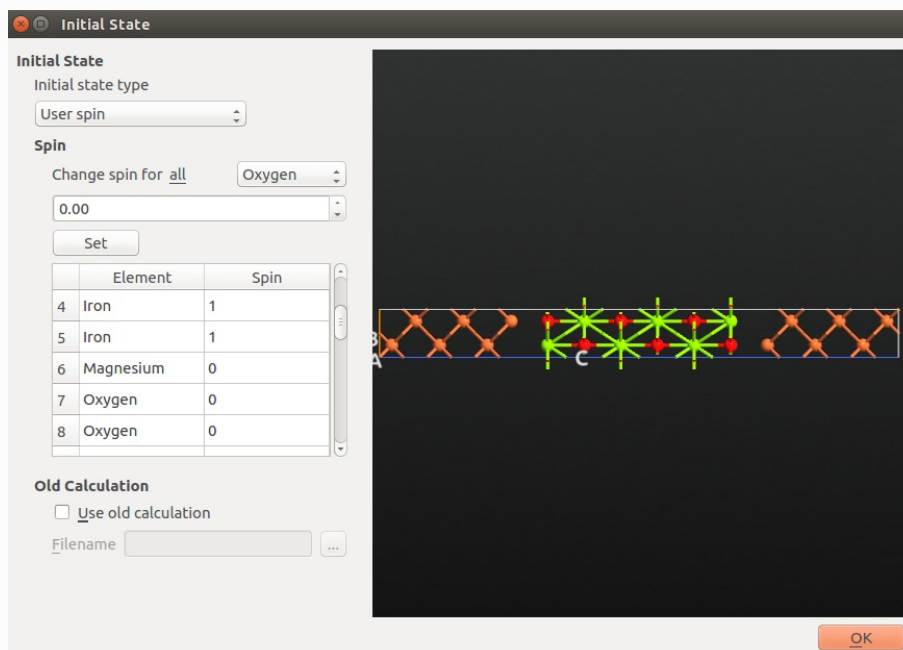 Initial State
Initial State
Initial state type
User spin
Spin
Change spin for all Oxygen
0.00
Set
Element Spin
4 Iron 1
5 Iron 1
6 Magnesium 0
7 Oxygen 0
8 Oxygen 0
Old Calculation
Use old calculation
Filename ...
B
A
C
OK